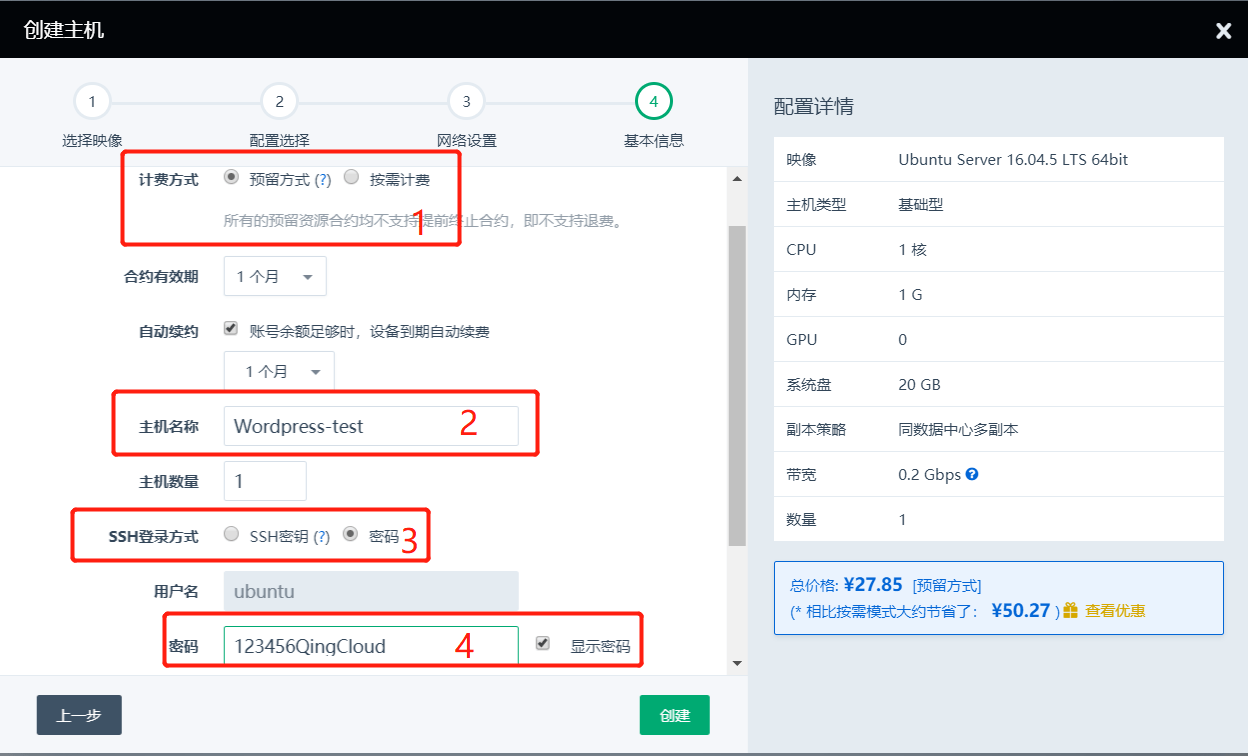 创建主机
1 2 3 4
选择映像 配置选择 网络设置 基本信息
计费方式 预留方式 (?) 按需计费
所有的预留资源合约均不支持提前终止合约，即不支持退费。
1
合约有效期 1 个月
自动续约 账号余额足够时，设备到期自动续费
1 个月
主机名称 Wordpress-test 2
主机数量 1
SSH登录方式 SSH密钥 (?) 密码 3
用户名 ubuntu
密码 123456QingCloud 4 显示密码
上一步 创建
配置详情
映像 Ubuntu Server 16.04.5 LTS 64bit
主机类型 基础型
CPU 1 核
内存 1 G
GPU 0
系统盘 20 GB
副本策略 同数据中心多副本
带宽 0.2 Gbps ?
数量 1
总价格: ¥27.85 [预留方式]
(* 相比按需模式大约节省了： ¥50.27 ) 查看优惠